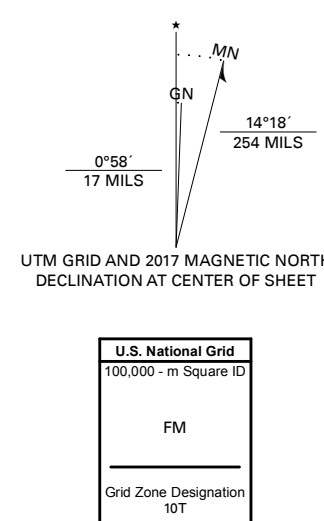 ★
MN
GN
14°18´
254 MILS
0°58´
17 MILS
UTM GRID AND 2017 MAGNETIC NORTH
DECLINATION AT CENTER OF SHEET
U.S. National Grid
100,000 - m Square ID
FM
Grid Zone Designation
10T